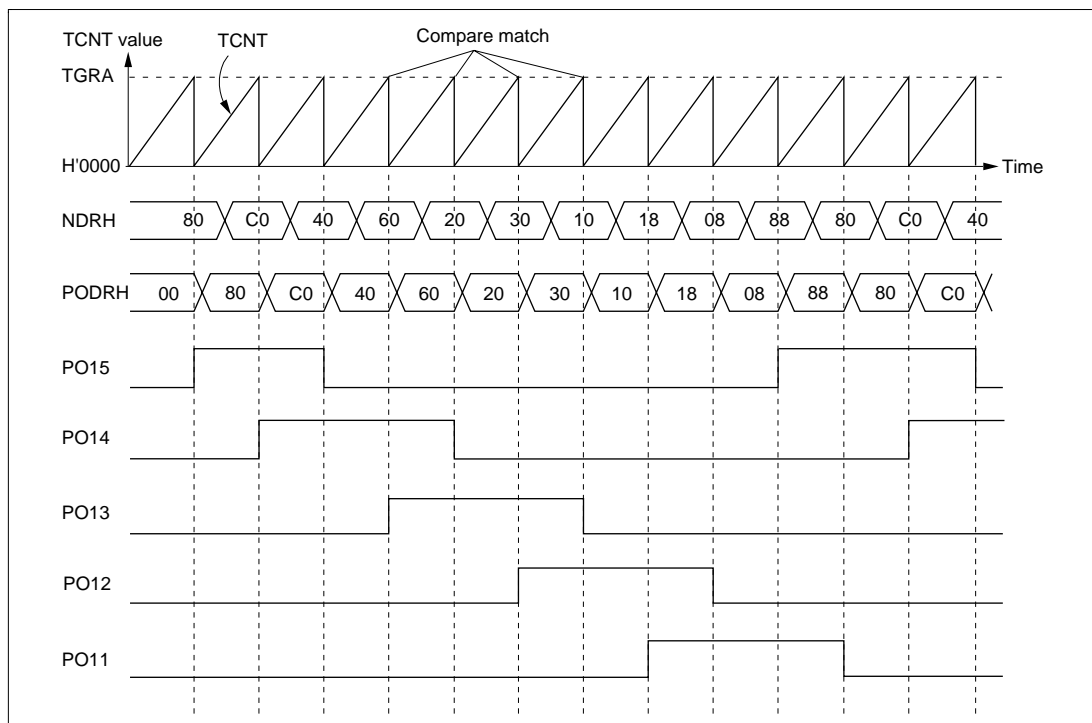 TCNT value
TCNT
Compare match
TGRA
H'0000
Time
NDRH
80 C0 40 60 20 30 10 18 08 88 80 C0 40
PODRH
00 80 C0 40 60 20 30 10 18 08 88 80 C0
PO15
PO14
PO13
PO12
PO11